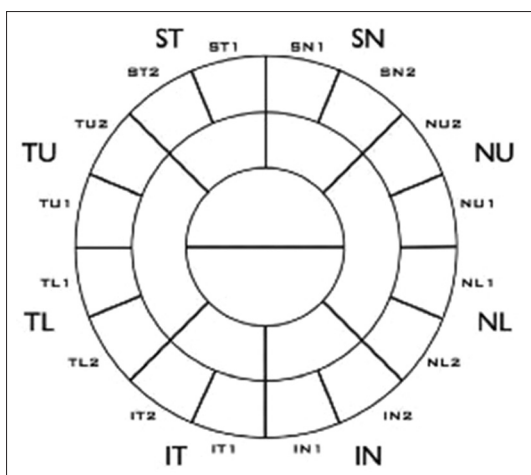 ST SN
ST1 SN1
ST2 SN2
TU2 NU2
TU NU
TU1 NU1
TL1 NL1
TL NL
TL2 NL2
IT2 IN2
IT1 IN1
IT IN